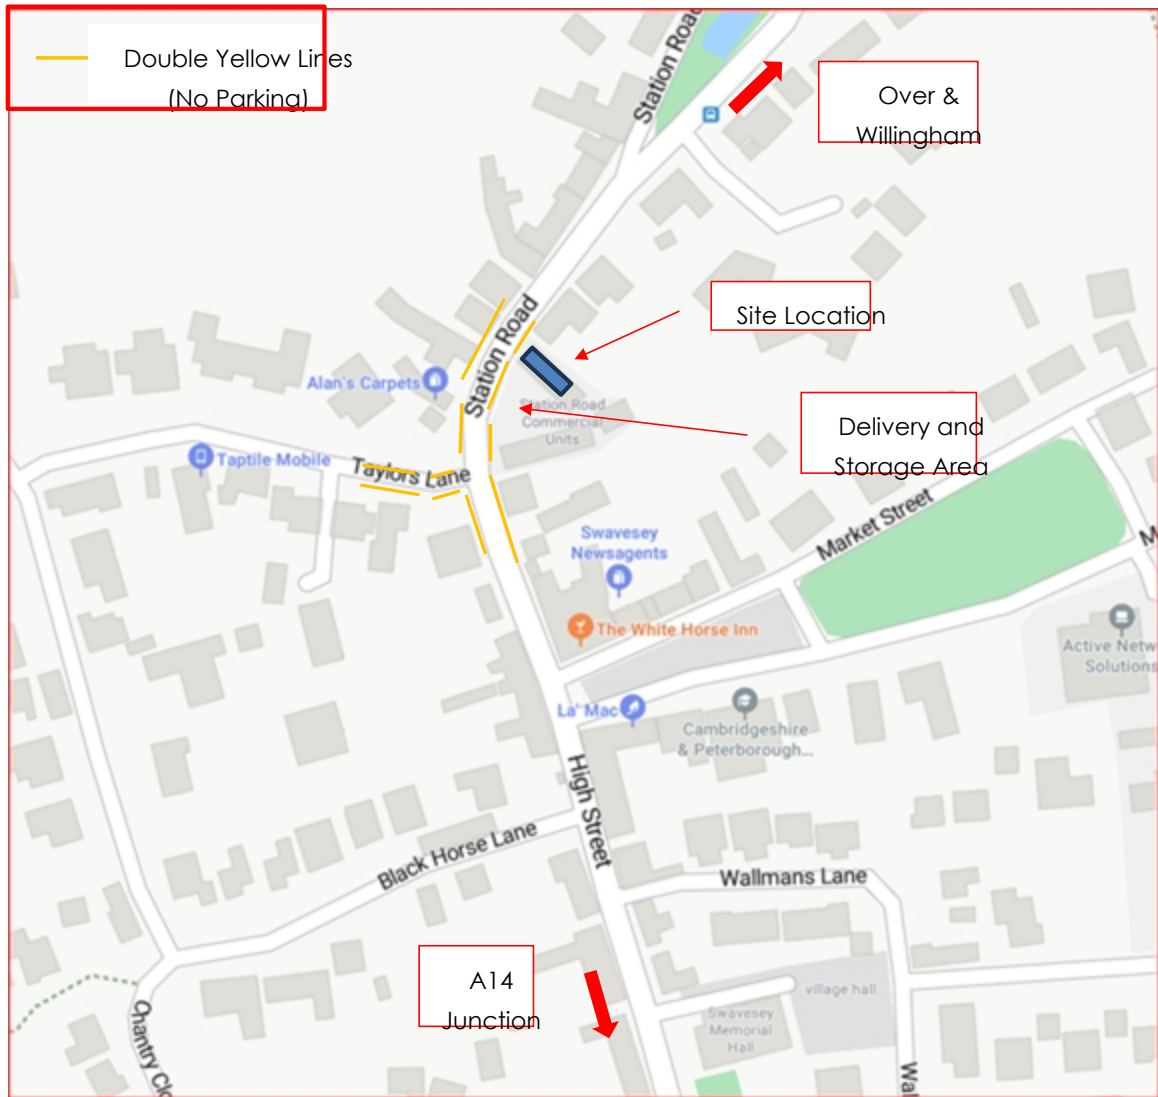 Double Yellow Lines
(No Parking)
Station Road
Over &
Willingham
Site Location
Station Road
Alan's Carpets
Station Road
Commercial
Units
Delivery and
Storage Area
Taptile Mobile
Taylors Lane
Market Street
Swavesey
Newsagents
The White Horse Inn
Active Netw
Solutions
La' Mac
Cambridgeshire
& Peterborough...
High Street
Black Horse Lane
Wallmans Lane
A14
Junction
village hall
Swavesey
Memorial
Hall
Chantry Clo
Wal